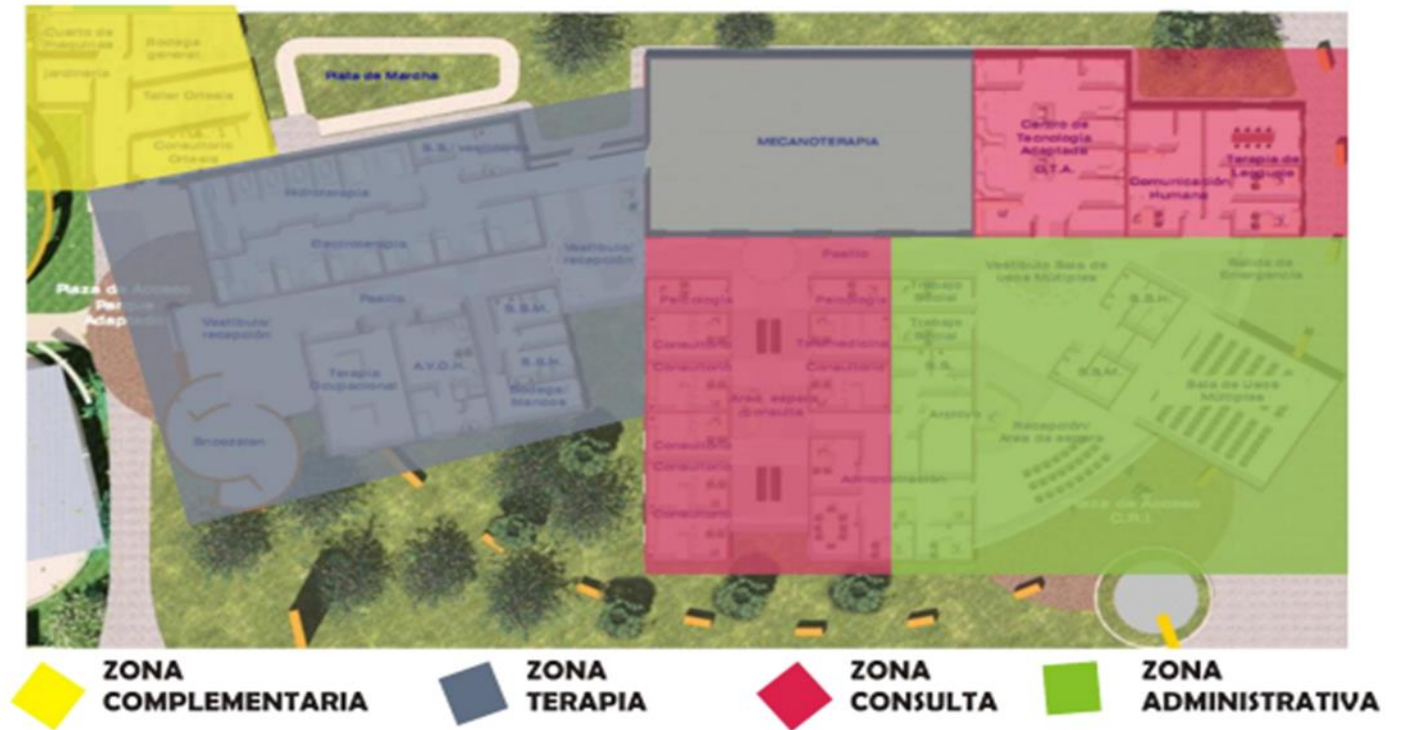 Cuarto de
máquinas
Bodega
general
Jardinería
Taller Ortesis
Consultorio
Ortesis
Pista de Marcha
S.S./ vestidores
Hidroterapia
Electroterapia
Vestíbulo/
recepción
Pasillo
Plaza de Acceso
Parque
Adaptado
Vestíbulo/
recepción
Terapia
Ocupacional
A.V.D.H.
S.S.M.
S.S.H.
Bodega/
Blancos
Snoezelen
MECANOTERAPIA
Centro de
Tecnología
Adaptada
C.T.A.
Comunicación
Humana
Terapia de
Lenguaje
Pasillo
Psicología
Psicología
Consultorio
Telemedicina
Consultorio
Consultorio
Area espera
consulta
Consultorio
Consultorio
Consultorio
Administración
Trabajo
Social
Trabajo
Social
S.S.
Archivo
Vestíbulo Sala de
usos Múltiples
Salida de
Emergencia
S.S.H.
S.S.M.
Sala de Usos
Múltiples
Recepción/
Area de espera
Plaza de Acceso
C.R.I.
ZONA
COMPLEMENTARIA
ZONA
TERAPIA
ZONA
CONSULTA
ZONA
ADMINISTRATIVA